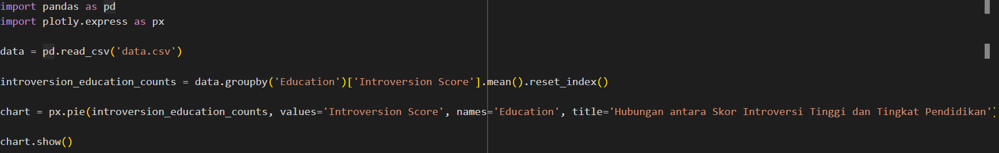 import pandas as pd
import plotly.express as px
data = pd.read_csv('data.csv')
introversion_education_counts = data.groupby('Education')['Introversion Score'].mean().reset_index()
chart = px.pie(introversion_education_counts, values='Introversion Score', names='Education', title='Hubungan antara Skor Introversi Tinggi dan Tingkat Pendidikan')
chart.show()